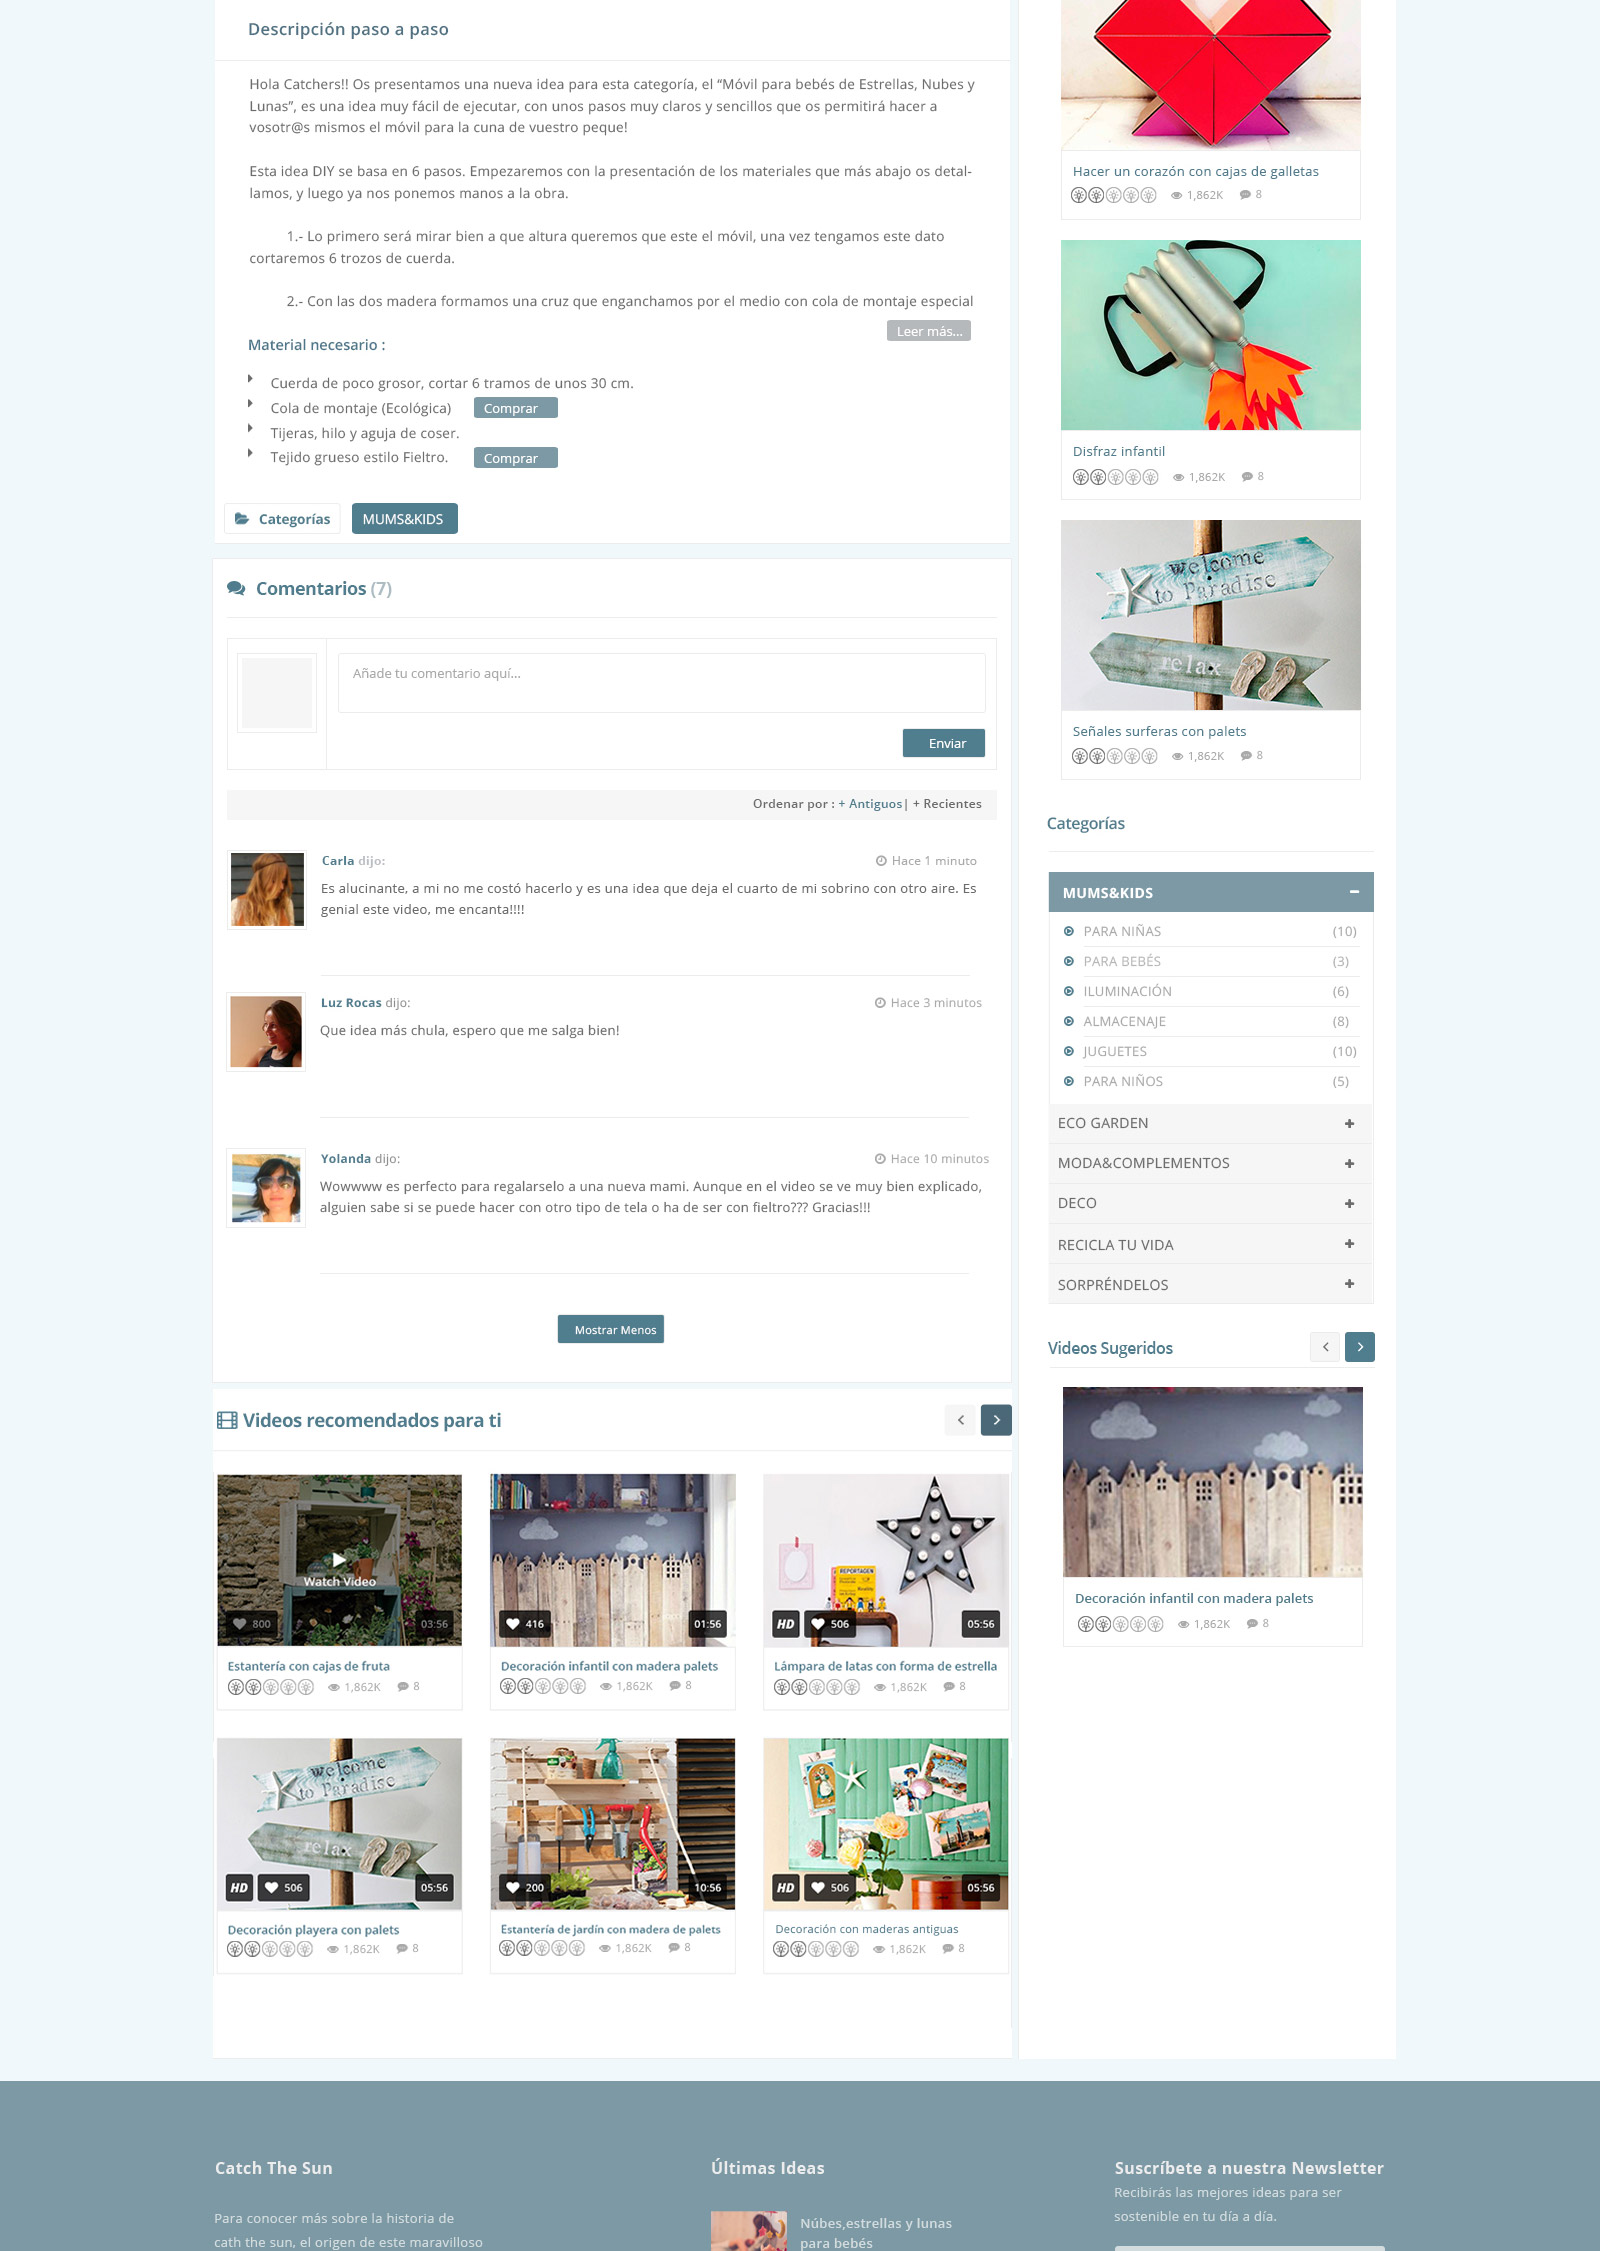 Descripción paso a paso
Hola Catchers!! Os presentamos una nueva idea para esta categoría, el “Móvil para bebés de Estrellas, Nubes y
Lunas”, es una idea muy fácil de ejecutar, con unos pasos muy claros y sencillos que os permitirá hacer a
vosotr@s mismos el móvil para la cuna de vuestro peque!
Esta idea DIY se basa en 6 pasos. Empezaremos con la presentación de los materiales que más abajo os detal-
lamos, y luego ya nos ponemos manos a la obra.
1.- Lo primero será mirar bien a que altura queremos que este el móvil, una vez tengamos este dato
cortaremos 6 trozos de cuerda.
2.- Con las dos madera formamos una cruz que enganchamos por el medio con cola de montaje especial
Leer más...
Material necesario :
Cuerda de poco grosor, cortar 6 tramos de unos 30 cm.
Cola de montaje (Ecológica) Comprar
Tijeras, hilo y aguja de coser.
Tejido grueso estilo Fieltro. Comprar
Categorías MUMS&KIDS
Comentarios (7)
Añade tu comentario aquí...
Enviar
Ordenar por : + Antiguos| + Recientes
Carla dijo: Hace 1 minuto
Es alucinante, a mi no me costó hacerlo y es una idea que deja el cuarto de mi sobrino con otro aire. Es
genial este video, me encanta!!!!
Luz Rocas dijo: Hace 3 minutos
Que idea más chula, espero que me salga bien!
Yolanda dijo: Hace 10 minutos
Wowwww es perfecto para regalarselo a una nueva mami. Aunque en el video se ve muy bien explicado,
alguien sabe si se puede hacer con otro tipo de tela o ha de ser con fieltro??? Gracias!!!
Mostrar Menos
Videos recomendados para ti
Watch Video
800 03:56
Estantería con cajas de fruta
1,862K 8
416 01:56
Decoración infantil con madera palets
1,862K 8
REPORTAGEN
HD 506 05:56
Lámpara de latas con forma de estrella
1,862K 8
welcome
to Paradise
relax
HD 506 05:56
Decoración playera con palets
1,862K 8
200 10:56
Estantería de jardín con madera de palets
1,862K 8
HD 506 05:56
Decoración con maderas antiguas
1,862K 8
Hacer un corazón con cajas de galletas
1,862K 8
Disfraz infantil
1,862K 8
welcome
to Paradise
relax
Señales surferas con palets
1,862K 8
Categorías
MUMS&KIDS
PARA NIÑAS (10)
PARA BEBÉS (3)
ILUMINACIÓN (6)
ALMACENAJE (8)
JUGUETES (10)
PARA NIÑOS (5)
ECO GARDEN
MODA&COMPLEMENTOS
DECO
RECICLA TU VIDA
SORPRÉNDELOS
Videos Sugeridos
Decoración infantil con madera palets
1,862K 8
Catch The Sun
Para conocer más sobre la historia de
cath the sun, el origen de este maravilloso
Últimas Ideas
Núbes,estrellas y lunas
para bebés
Suscríbete a nuestra Newsletter
Recibirás las mejores ideas para ser
sostenible en tu día a día.